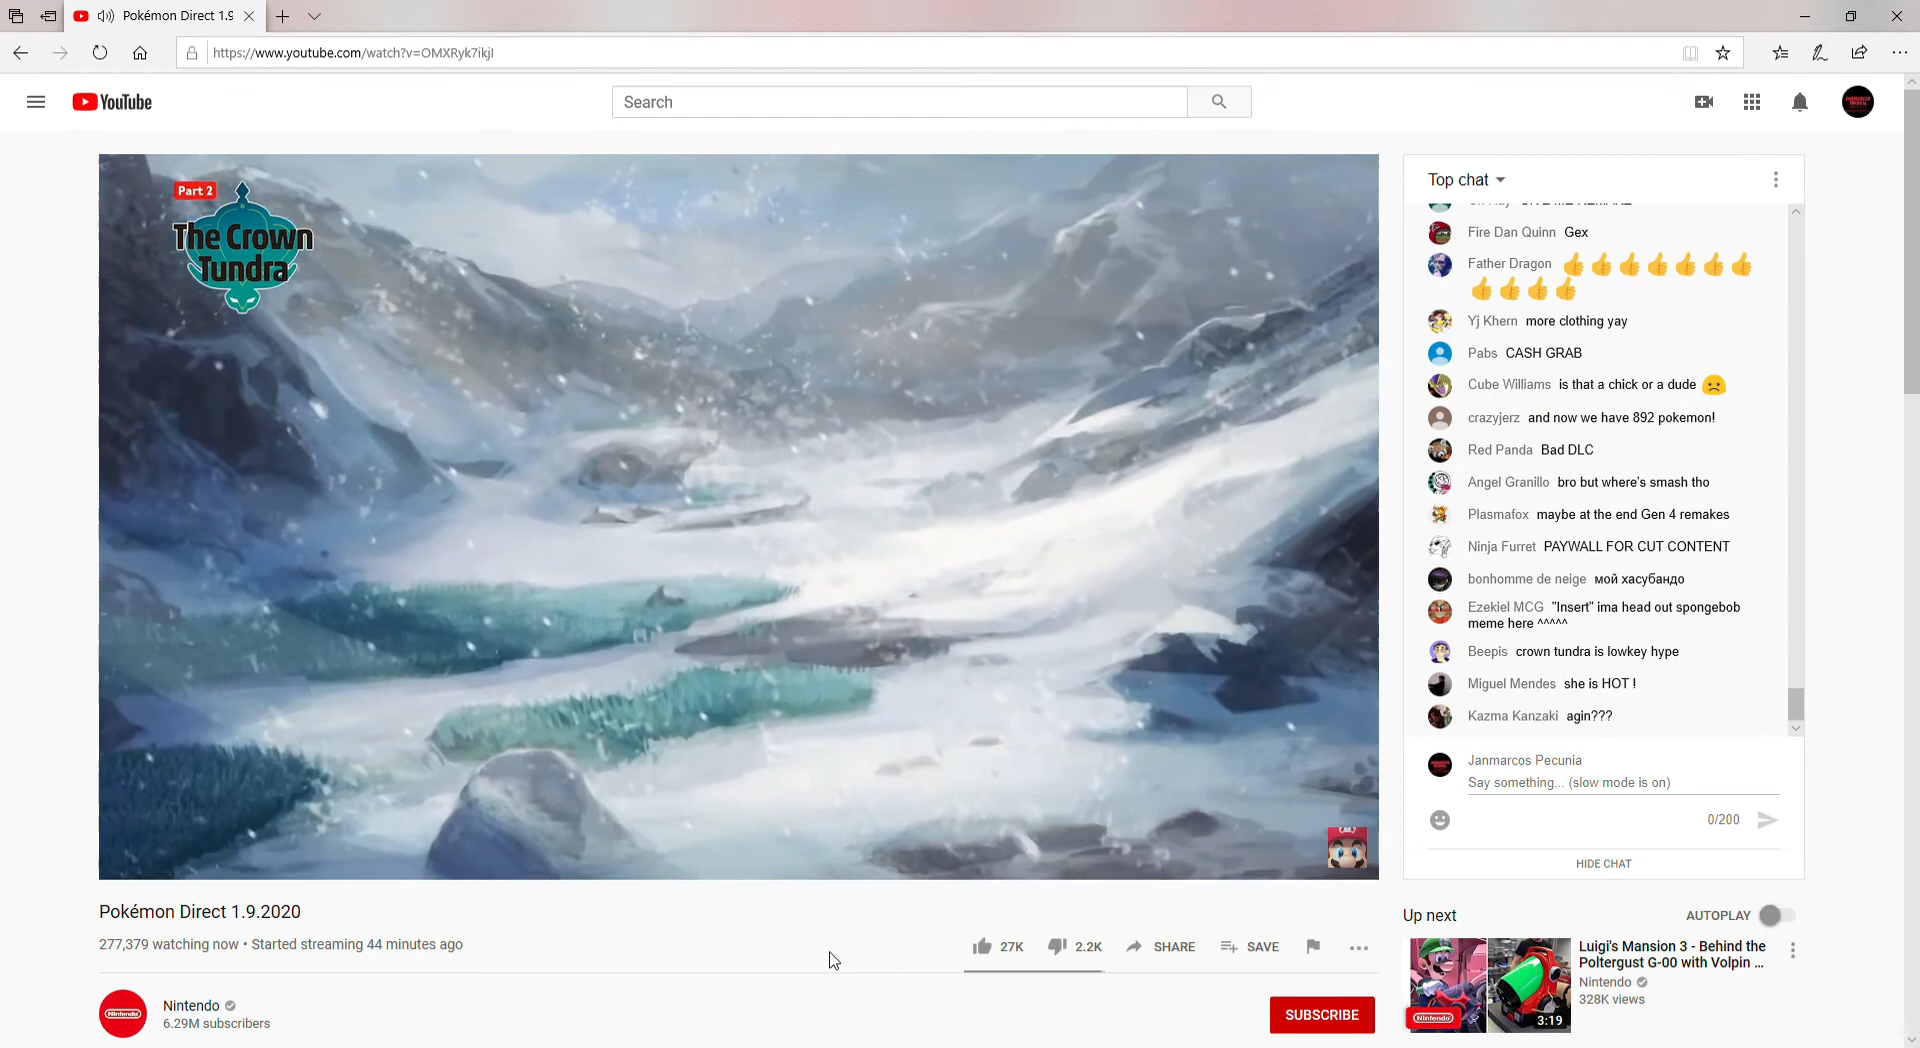 Pokémon Direct 1.9
https://www.youtube.com/watch?v=OMXRyk7ikjI
YouTube
Search
Part 2
The Crown
Tundra
Top chat
Fire Dan Quinn Gex
Father Dragon 👍👍👍👍👍👍👍
👍👍👍👍
Yj Khern more clothing yay
Pabs CASH GRAB
Cube Williams is that a chick or a dude ☹️
crazyjerz and now we have 892 pokemon!
Red Panda Bad DLC
Angel Granillo bro but where's smash tho
Plasmafox maybe at the end Gen 4 remakes
Ninja Furret PAYWALL FOR CUT CONTENT
bonhomme de neige мой хасубандо
Ezekiel MCG "Insert" ima head out spongebob
meme here ^^^^^
Beepis crown tundra is lowkey hype
Miguel Mendes she is HOT !
Kazma Kanzaki agin???
Janmarcos Pecunia
Say something... (slow mode is on)
0/200
HIDE CHAT
Pokémon Direct 1.9.2020
277,379 watching now • Started streaming 44 minutes ago
27K 2.2K SHARE SAVE
Nintendo
Nintendo
6.29M subscribers
SUBSCRIBE
Up next
AUTOPLAY
Luigi's Mansion 3 - Behind the
Poltergust G-00 with Volpin ...
Nintendo
328K views
Nintendo
3:19